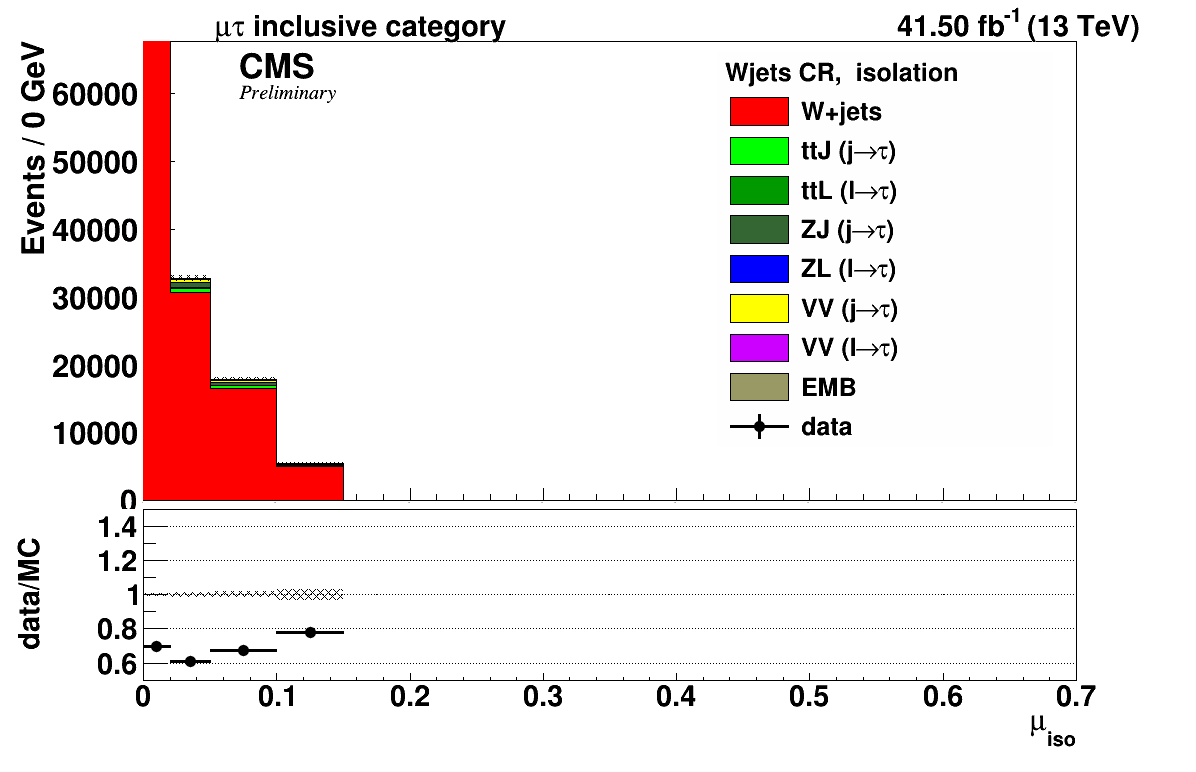 μτ inclusive category
41.50 fb-1 (13 TeV)
CMS
Preliminary
Events / 0 GeV
60000
50000
40000
30000
20000
10000
0
Wjets CR, isolation
W+jets
ttJ (j→τ)
ttL (l→τ)
ZJ (j→τ)
ZL (l→τ)
VV (j→τ)
VV (l→τ)
EMB
data
data/MC
1.4
1.2
1
0.8
0.6
0 0.1 0.2 0.3 0.4 0.5 0.6 0.7
μiso